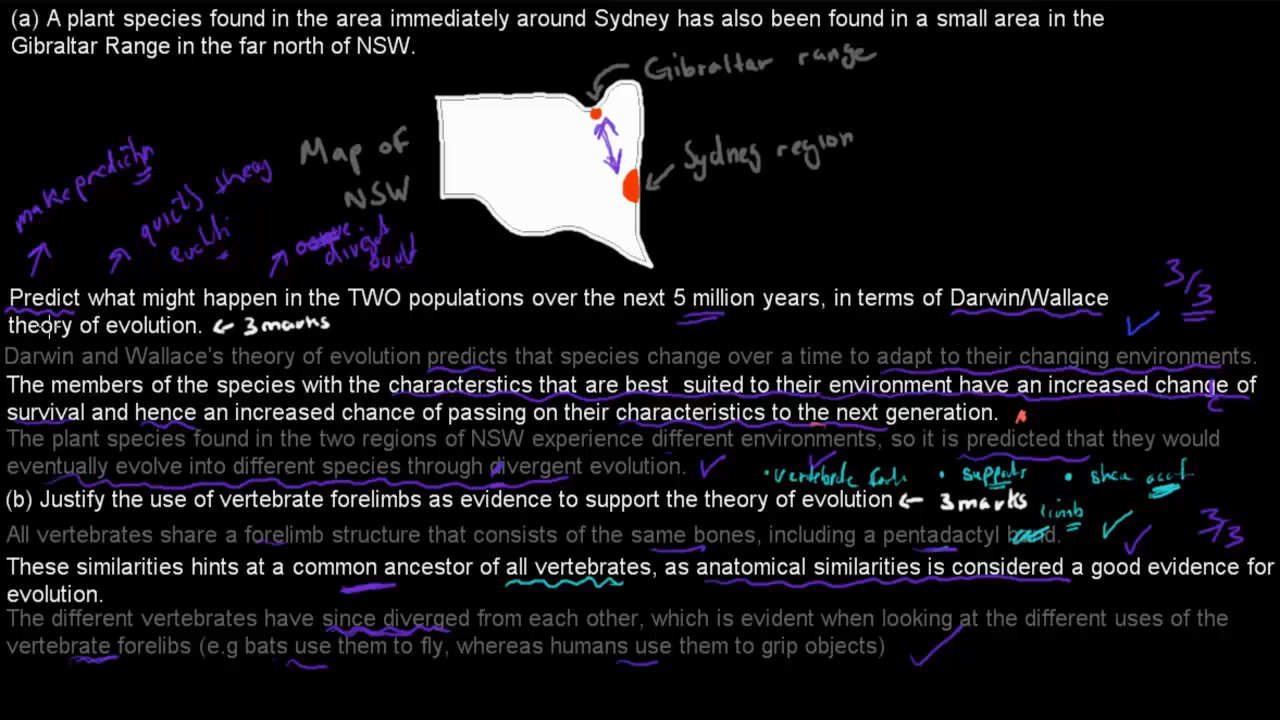 (a) A plant species found in the area immediately around Sydney has also been found in a small area in the
Gibraltar Range in the far north of NSW.
Gibraltar range
Map of
NSW
Sydney region
make predictn
Predict what might happen in the TWO populations over the next 5 million years, in terms of Darwin/Wallace
theory of evolution. ← 3 marks
3/3
Darwin and Wallace's theory of evolution predicts that species change over a time to adapt to their changing environments.
The members of the species with the characterstics that are best suited to their environment have an increased change of
c
survival and hence an increased chance of passing on their characteristics to the next generation.
The plant species found in the two regions of NSW experience different environments, so it is predicted that they would
eventually evolve into different species through divergent evolution.
• vertebrate • supports •
(b) Justify the use of vertebrate forelimbs as evidence to support the theory of evolution ← 3 marks
limb
All vertebrates share a forelimb structure that consists of the same bones, including a pentadactyl
3/3
These similarities hints at a common ancestor of all vertebrates, as anatomical similarities is considered a good evidence for
evolution.
The different vertebrates have since diverged from each other, which is evident when looking at the different uses of the
vertebrate forelibs (e.g bats use them to fly, whereas humans use them to grip objects)